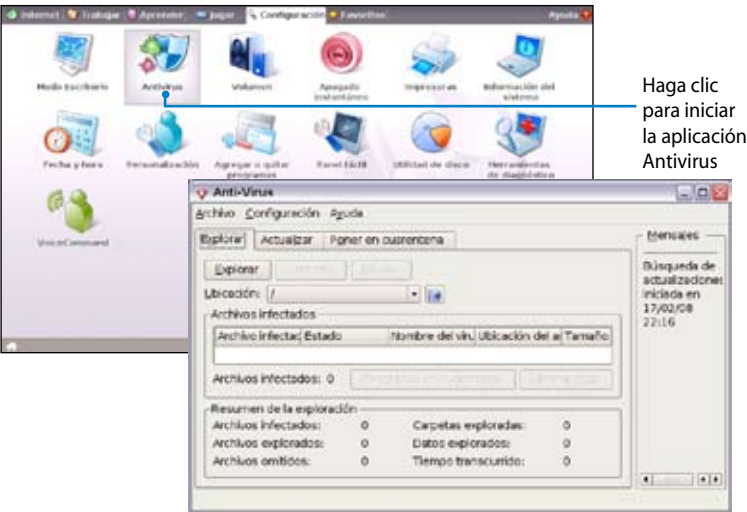 Internet Trabajar Aprender Jugar Configuración Favoritos Ayuda
Modo Escritorio Antivirus Volumen Apagado instantáneo Impresoras Información del sistema
Fecha y hora Personalización Agregar o quitar programas Panel táctil Utilidad de disco Herramientas de diagnóstico
VoiceCommand
Haga clic
para iniciar
la aplicación
Antivirus
Anti-Virus
Archivo Configuración Ayuda
Explorar Actualizar Poner en cuarentena
Explorar
Ubicación: /
Archivos infectados
Archivo infectac Estado Nombre del viru Ubicación del a Tamaño
Archivos infectados: 0
Resumen de la exploración
Archivos infectados: 0 Carpetas exploradas: 0
Archivos explorados: 0 Datos explorados: 0
Archivos omitidos: 0 Tiempo transcurrido: 0
Mensajes
Búsqueda de
actualizaciones
iniciada en
17/02/08
22:16